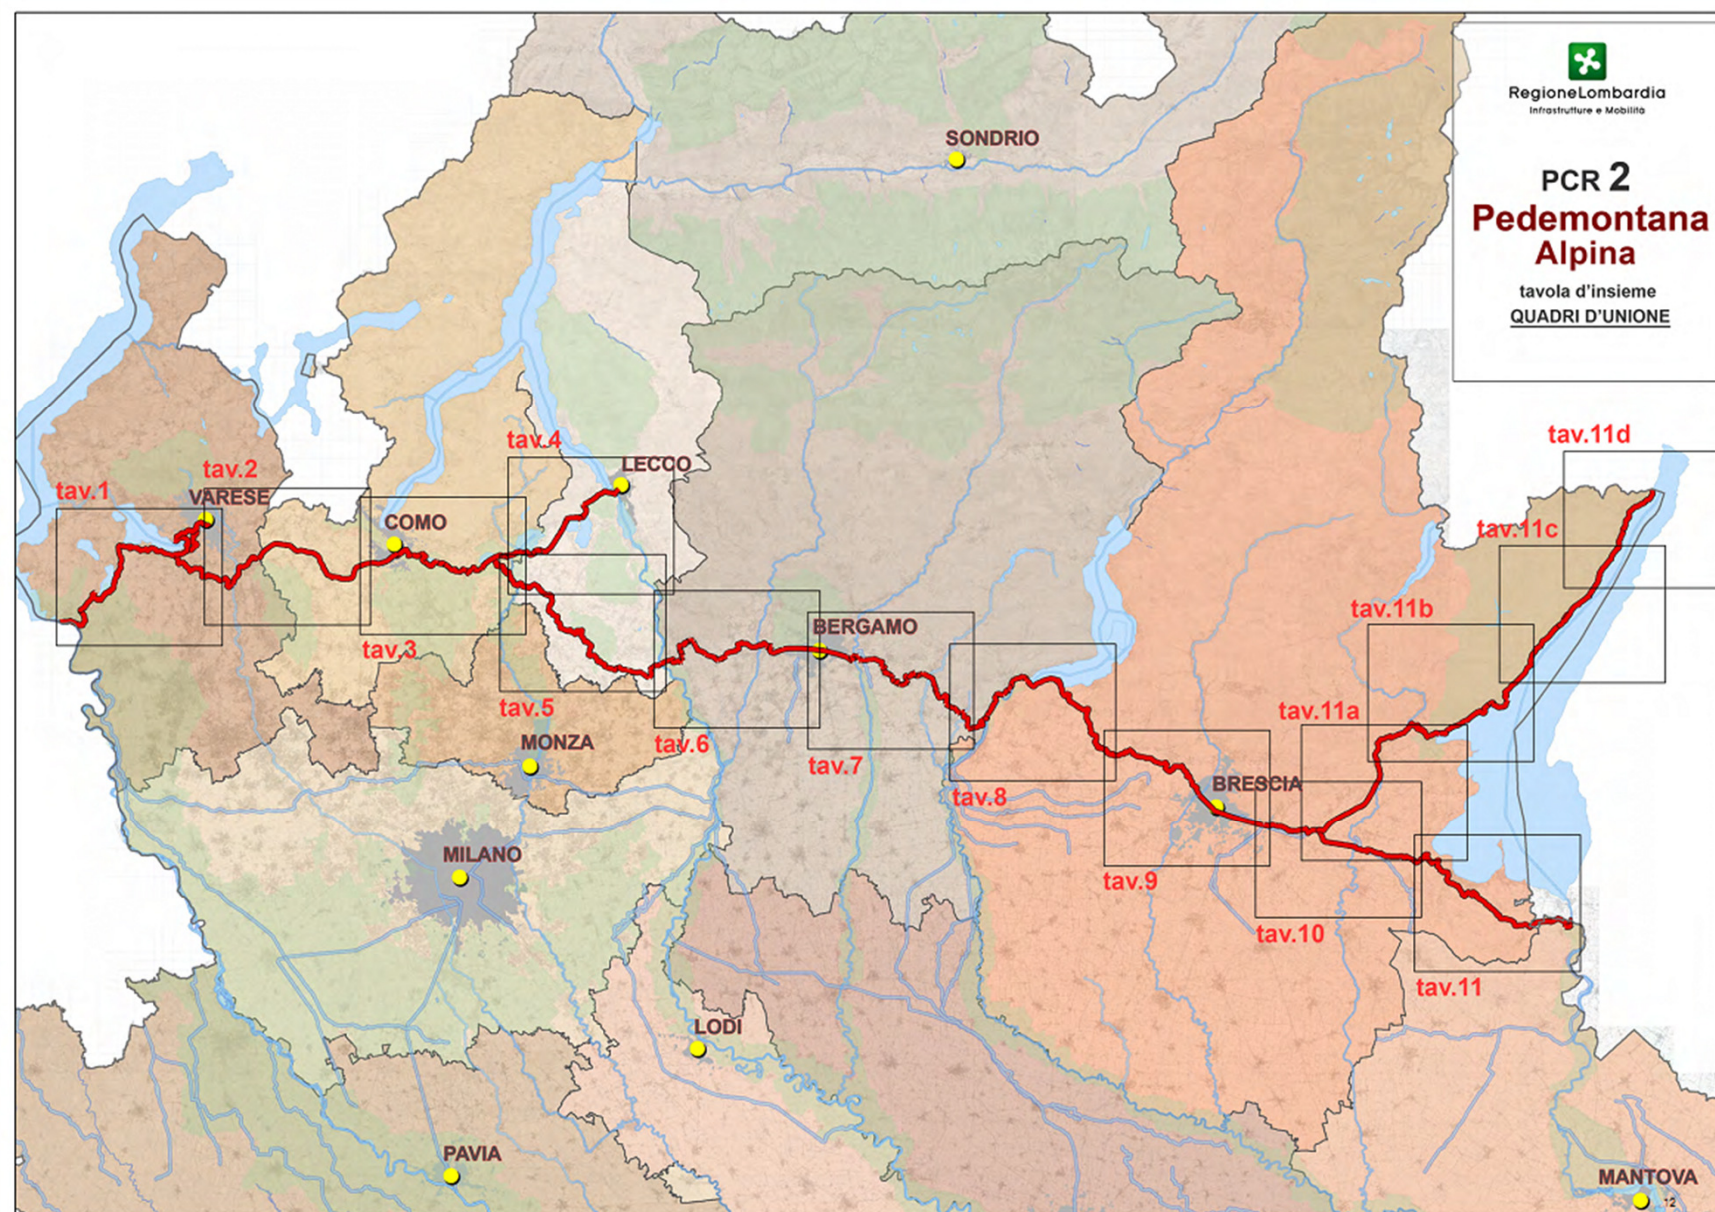 RegioneLombardia
Infrastrutture e Mobilità
PCR 2
Pedemontana
Alpina
tavola d'insieme
QUADRI D'UNIONE
SONDRIO
tav.11d
tav.4
LECCO
tav.2
tav.1
VARESE
COMO
tav.11c
tav.11b
BERGAMO
tav.3
tav.5
tav.11a
MONZA
tav.6
tav.7
BRESCIA
tav.8
MILANO
tav.9
tav.10
tav.11
LODI
PAVIA
MANTOVA
12